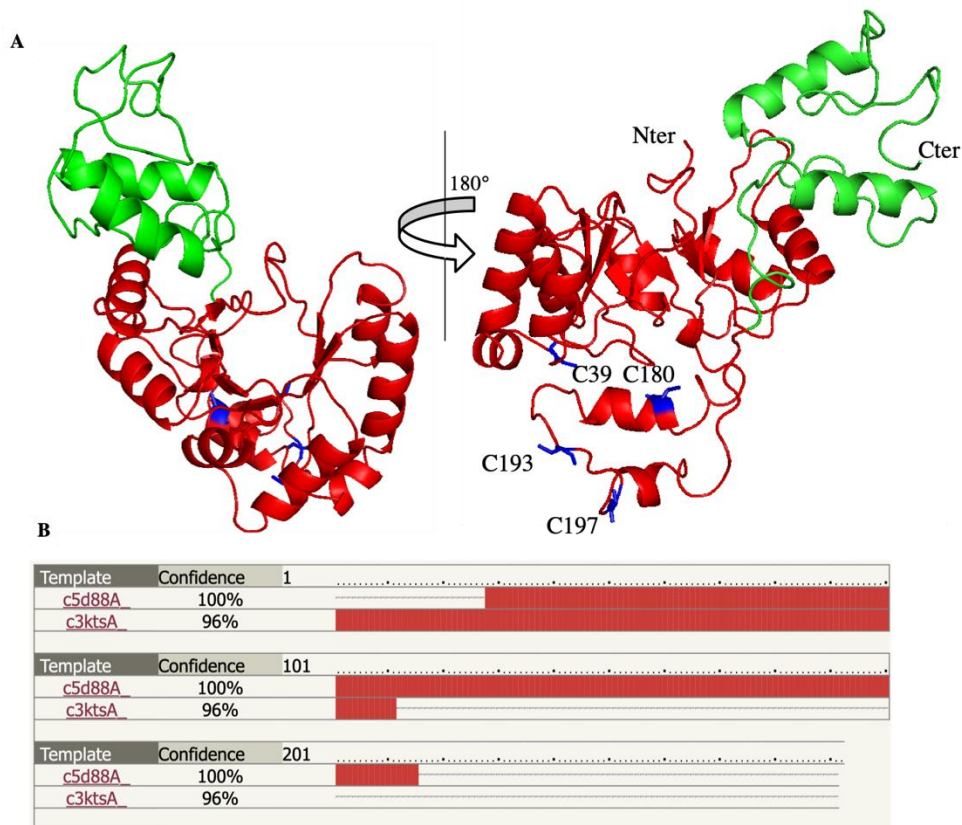 A
180°
Nter
Cter
C39 C180
C193
C197
B
Template Confidence 1
c5d88A_ 100%
c3ktsA_ 96%
Template Confidence 101
c5d88A_ 100%
c3ktsA_ 96%
Template Confidence 201
c5d88A_ 100%
c3ktsA_ 96%